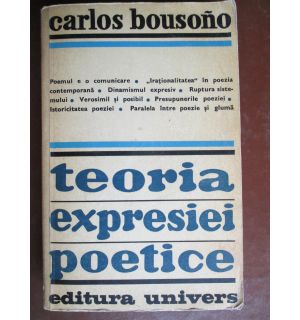 carlos bousoño
Poemul e o comunicare • „Iraționalitatea" în poezia
contemporană • Dinamismul expresiv • Ruptura siste-
mului • Verosimil și posibil • Presupunerile poeziei •
Istoricitatea poeziei • Paralela între poezie și glumă
teoria
expresiei
poetice
editura univers